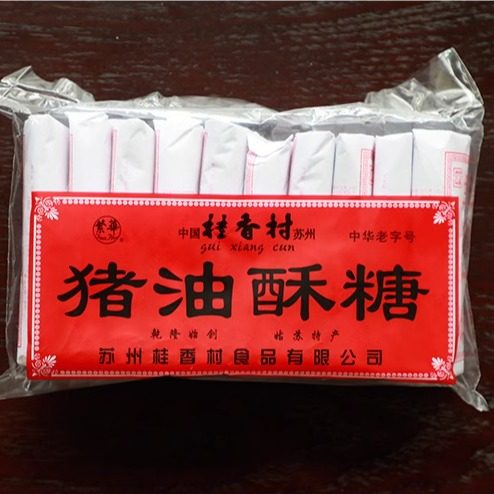 繁華
中国 桂香村 苏州 中华老字号
gui xiang cun
猪油酥糖
乾隆始创 姑苏特产
苏州桂香村食品有限公司